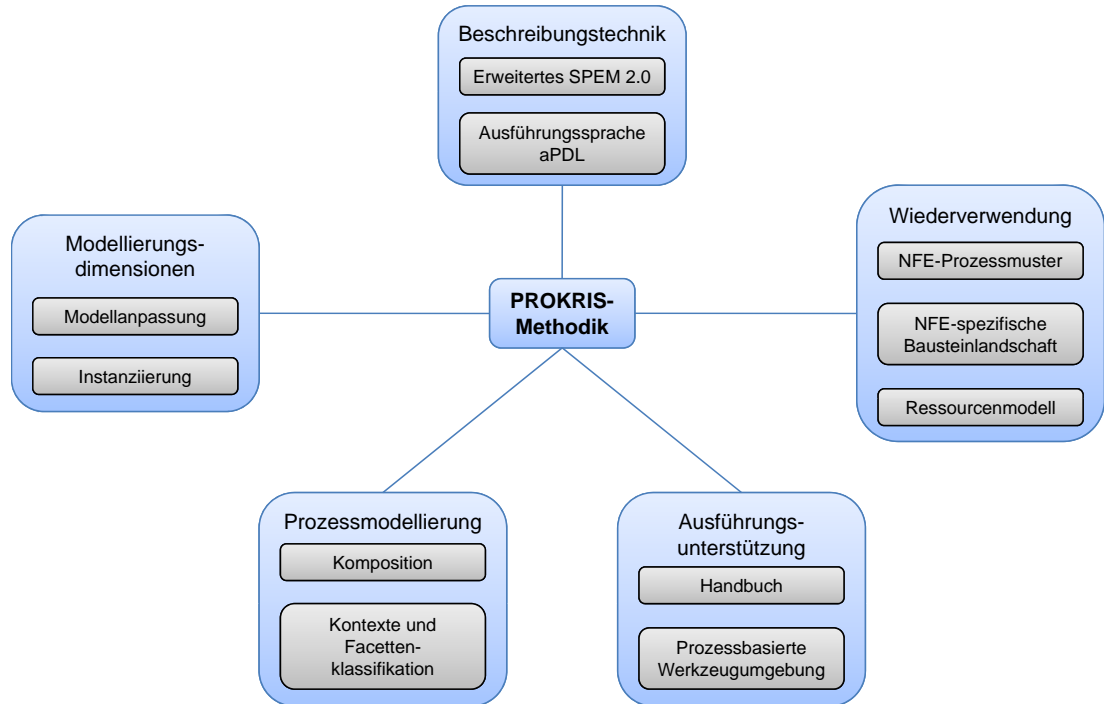 Beschreibungstechnik
Erweitertes SPEM 2.0
Ausführungssprache
aPDL
Modellierungs-
dimensionen
Modellanpassung
Instanziierung
PROKRIS-
Methodik
Wiederverwendung
NFE-Prozessmuster
NFE-spezifische
Bausteinlandschaft
Ressourcenmodell
Prozessmodellierung
Komposition
Kontexte und
Facetten-
klassifikation
Ausführungs-
unterstützung
Handbuch
Prozessbasierte
Werkzeugumgebung